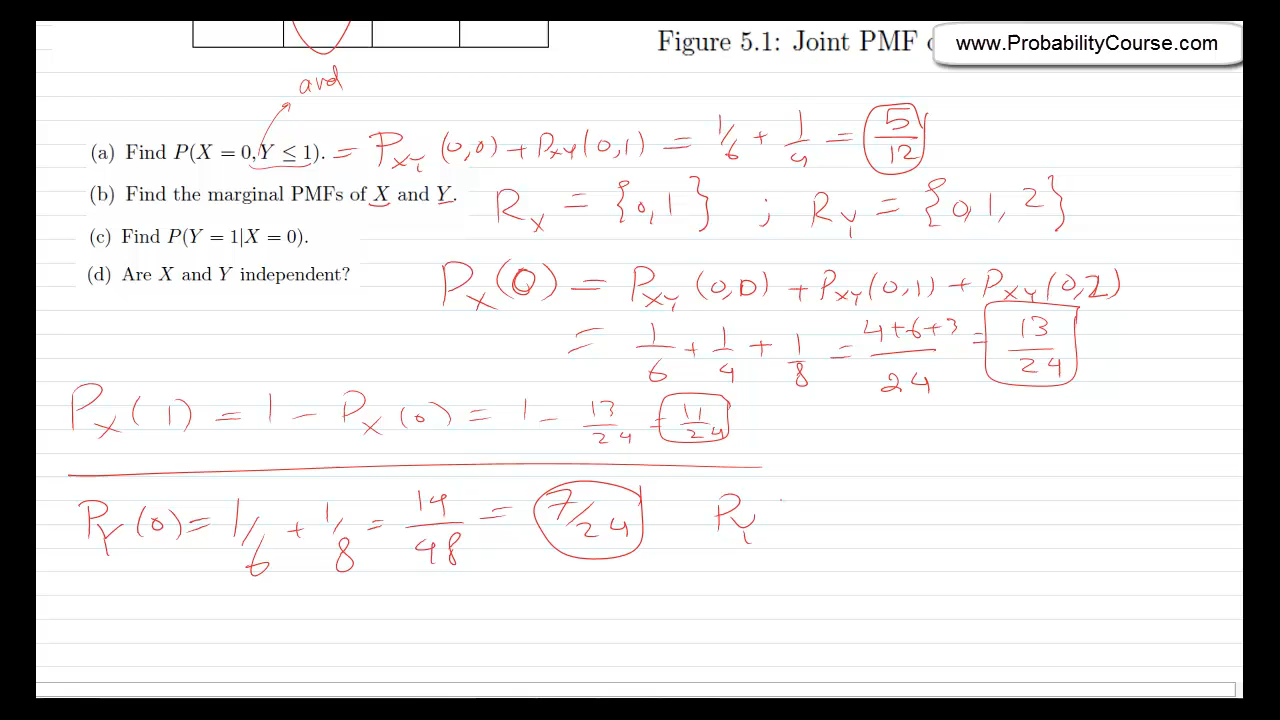 www.ProbabilityCourse.com
Figure 5.1: Joint PMF
and
(a) Find P(X = 0, Y ≤ 1). = P_XY (0,0) + P_XY (0,1) = 1/6 + 1/4 = 5/12
(b) Find the marginal PMFs of X and Y. R_X = {0,1} ; R_Y = {0,1,2}
(c) Find P(Y = 1|X = 0).
(d) Are X and Y independent?
P_X(0) = P_XY (0,0) + P_XY (0,1) + P_XY (0,2)
= 1/6 + 1/4 + 1/8 = 4+6+3/24 = 13/24
P_X(1) = 1 − P_X(0) = 1 − 13/24 = 11/24
P_Y(0) = 1/6 + 1/8 = 14/48 = 7/24 P_Y